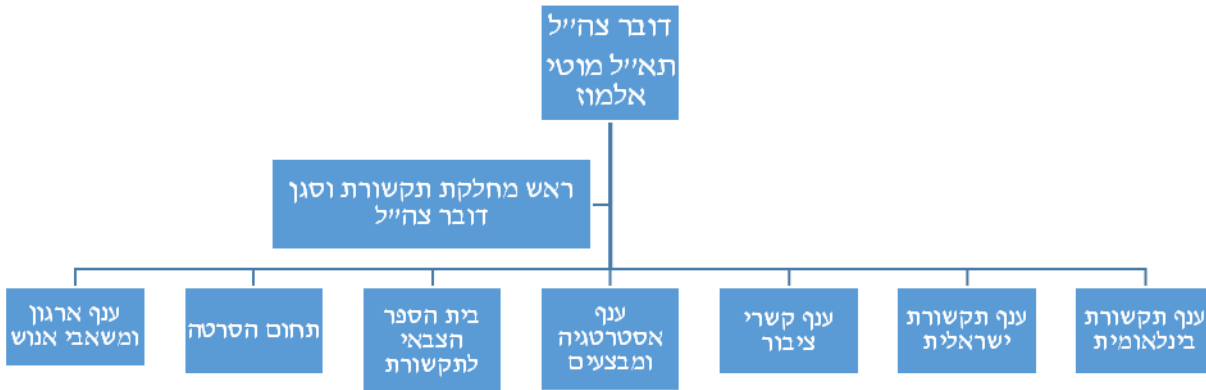 דובר צה״ל
תא״ל מוטי
אלמוז
ראש מחלקת תקשורת וסגן
דובר צה״ל
ענף תקשורת
בינלאומית
ענף תקשורת
ישראלית
ענף קשרי
ציבור
ענף
אסטרטגיה
ומבצעים
בית הספר
הצבאי
לתקשורת
תחום הסרטה
ענף ארגון
ומשאבי אנוש